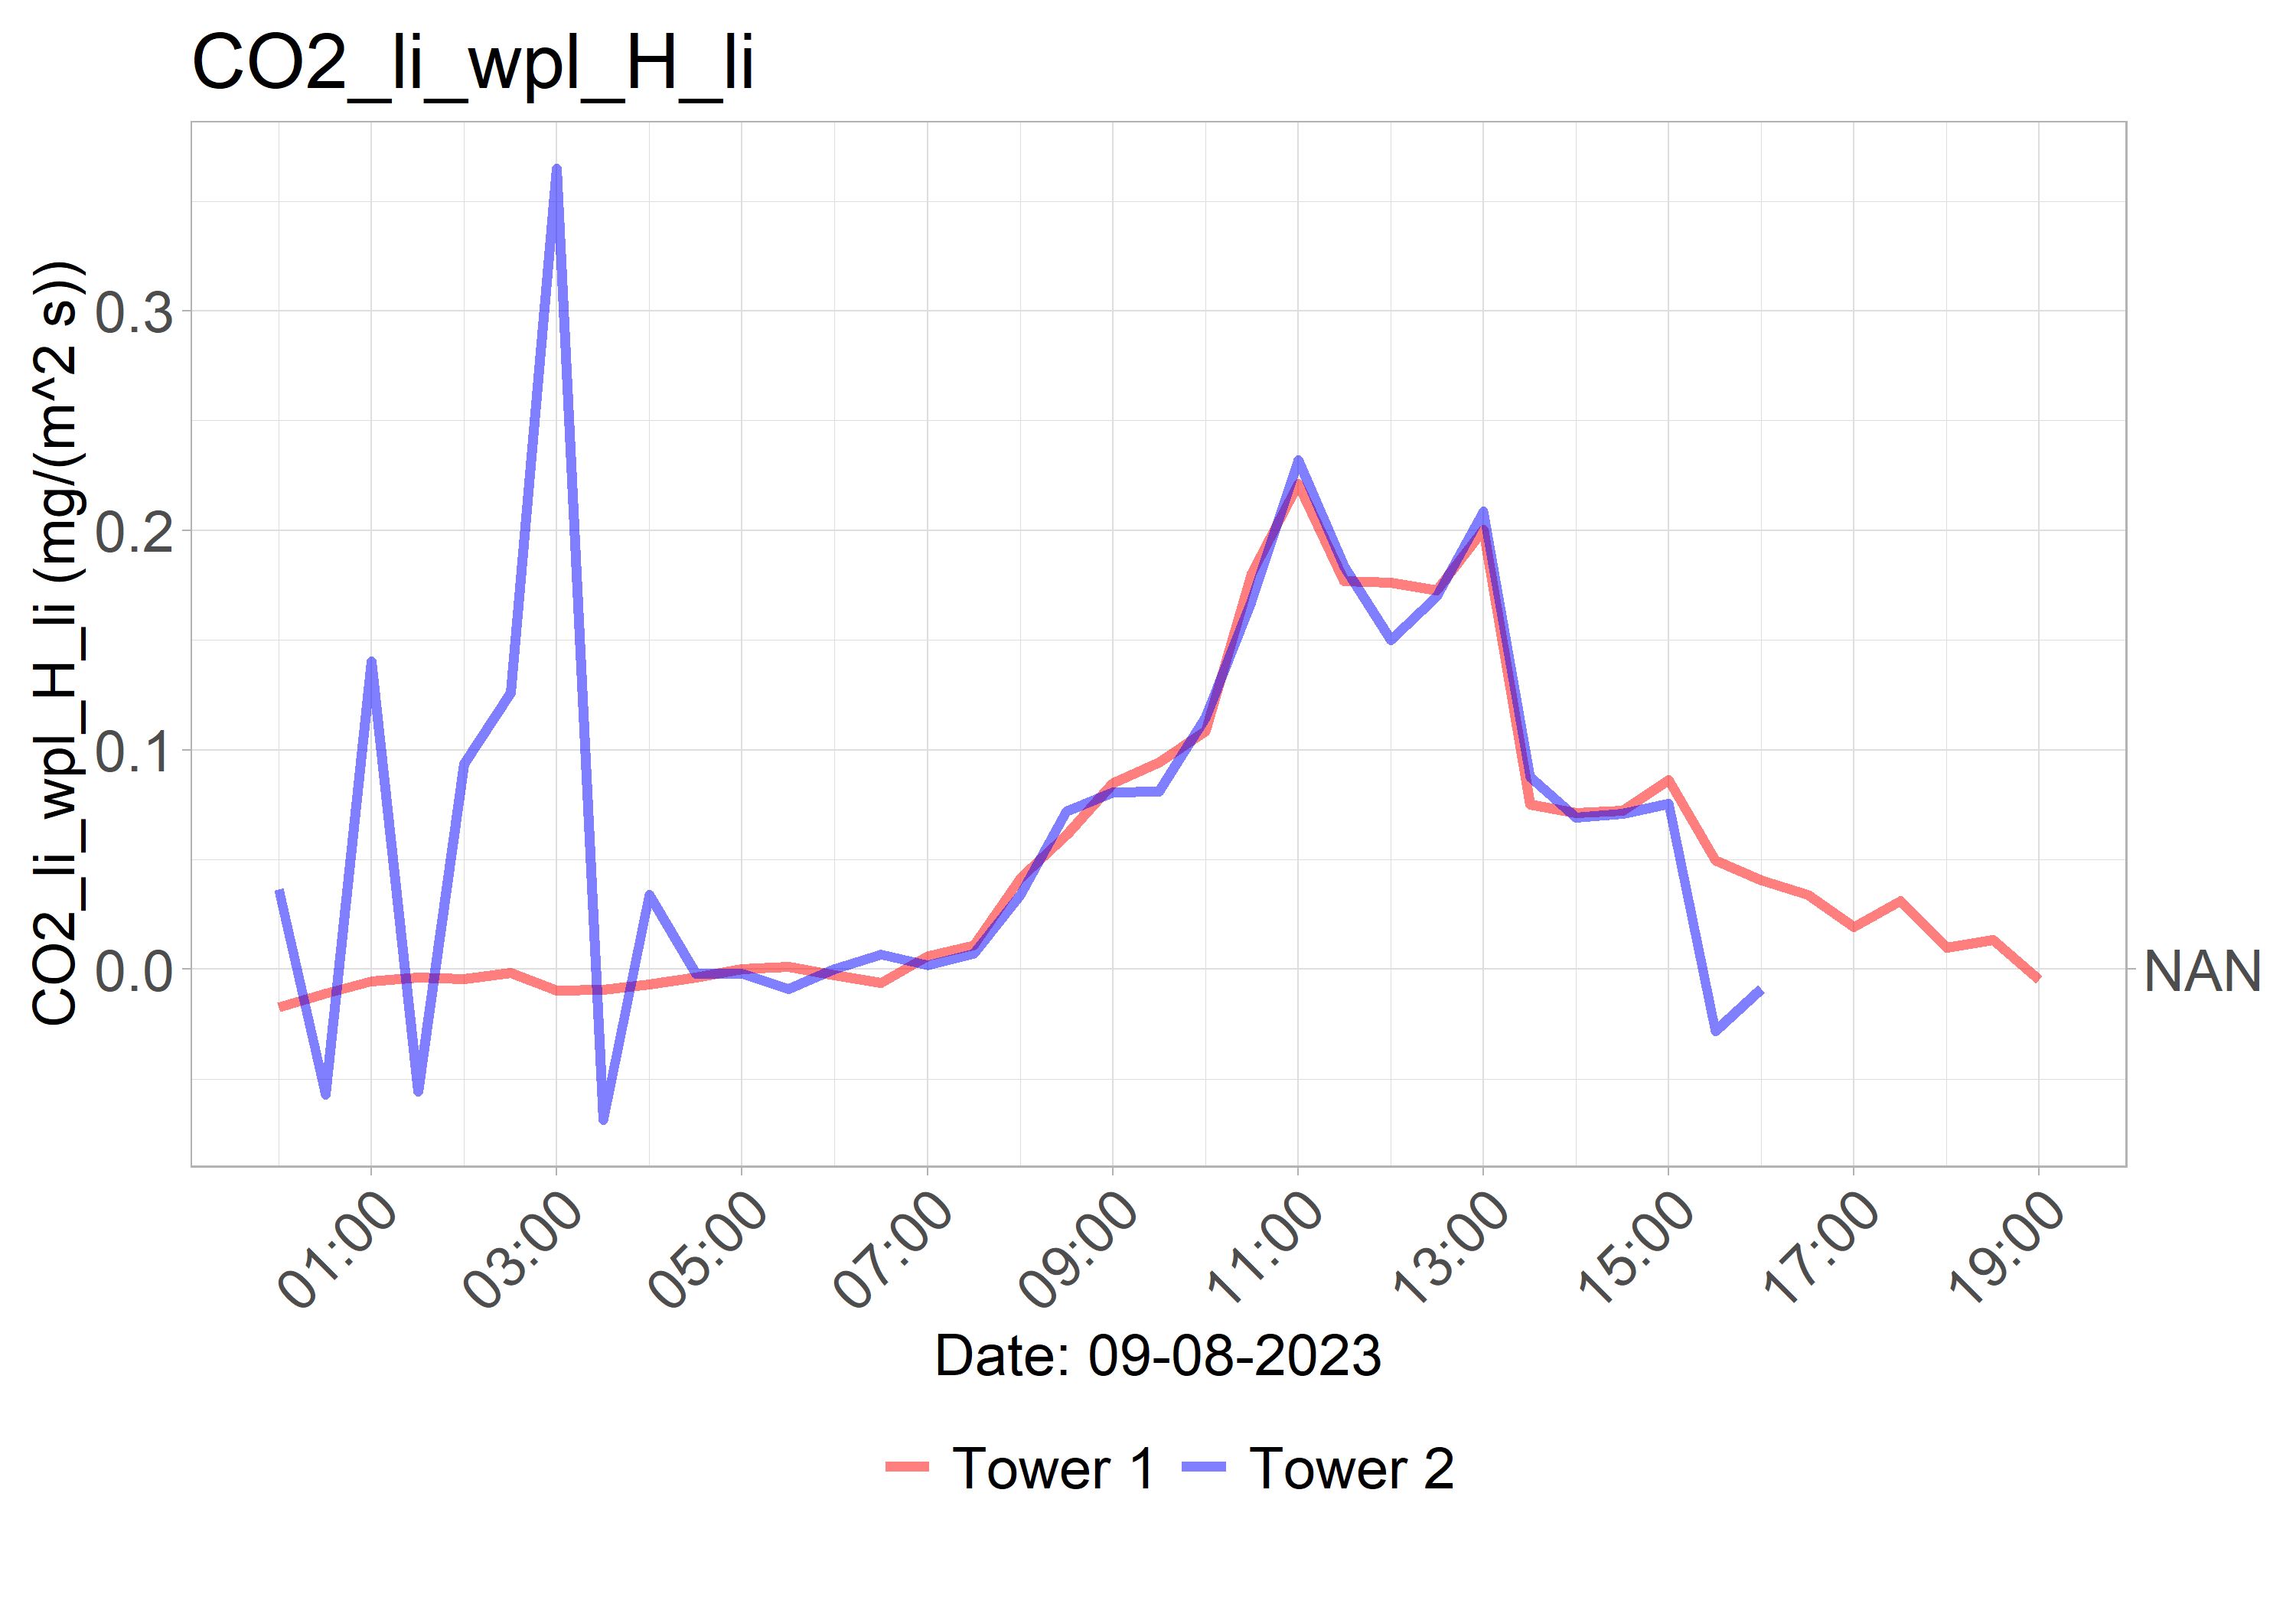 CO2_li_wpl_H_li
CO2_li_wpl_H_li (mg/(m^2 s))
0.3
0.2
0.1
0.0
NAN
01:00
03:00
05:00
07:00
09:00
11:00
13:00
15:00
17:00
19:00
Date: 09-08-2023
Tower 1
Tower 2